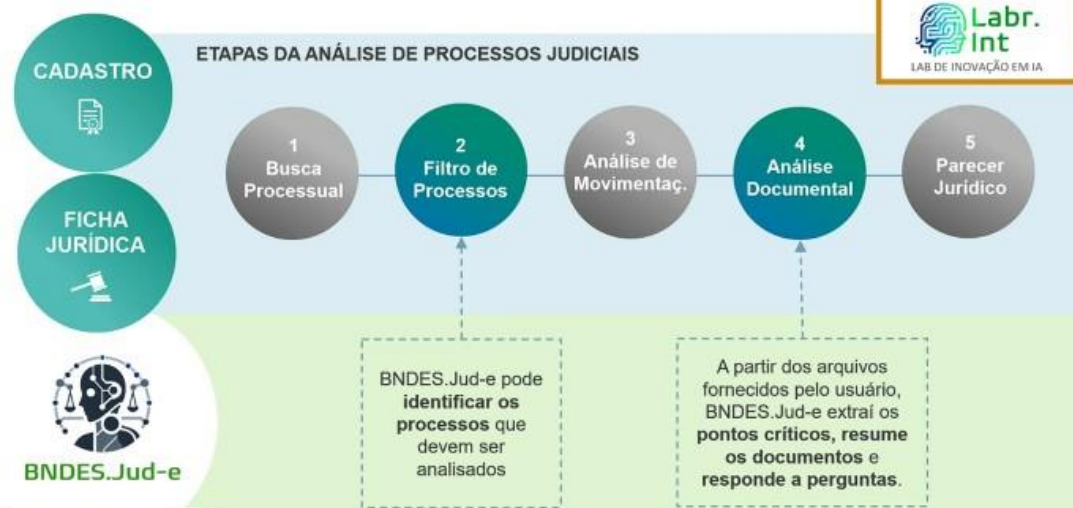 Labr.
Int
LAB DE INOVAÇÃO EM IA
ETAPAS DA ANÁLISE DE PROCESSOS JUDICIAIS
CADASTRO
FICHA
JURÍDICA
1
Busca
Processual
2
Filtro de
Processos
3
Análise de
Movimentaç.
4
Análise
Documental
5
Parecer
Jurídico
BNDES.Jud-e
BNDES.Jud-e pode
identificar os
processos que
devem ser
analisados
A partir dos arquivos
fornecidos pelo usuário,
BNDES.Jud-e extraí os
pontos críticos, resume
os documentos e
responde a perguntas.